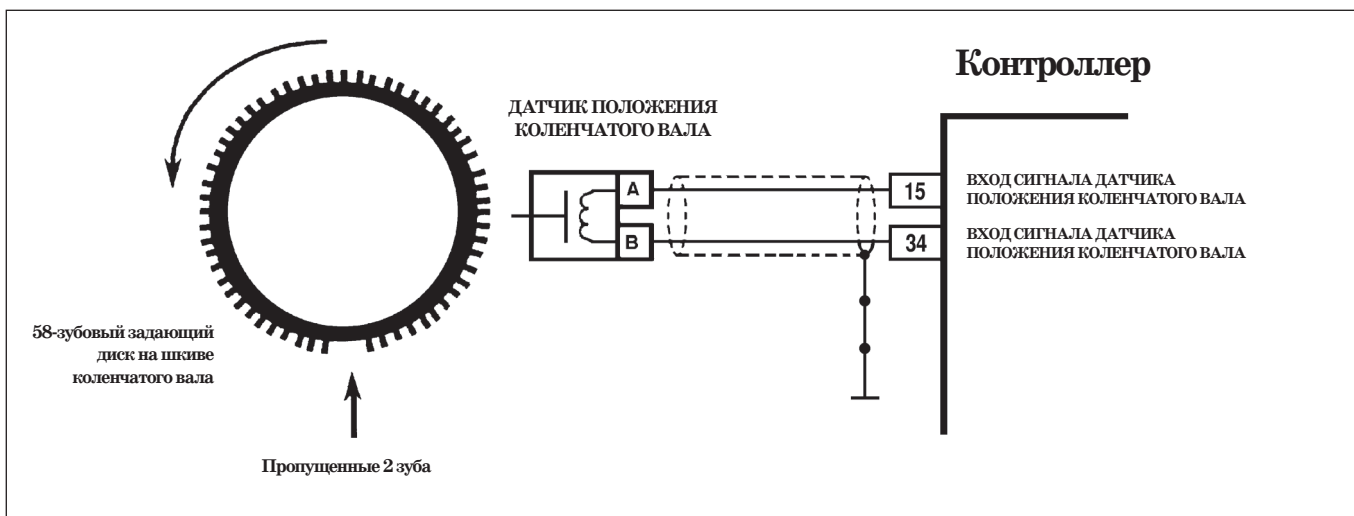 Контроллер
ДАТЧИК ПОЛОЖЕНИЯ
КОЛЕНЧАТОГО ВАЛА
A
B
15
ВХОД СИГНАЛА ДАТЧИКА
ПОЛОЖЕНИЯ КОЛЕНЧАТОГО ВАЛА
34
ВХОД СИГНАЛА ДАТЧИКА
ПОЛОЖЕНИЯ КОЛЕНЧАТОГО ВАЛА
58-зубовый задающий
диск на шкиве
коленчатого вала
Пропущенные 2 зуба